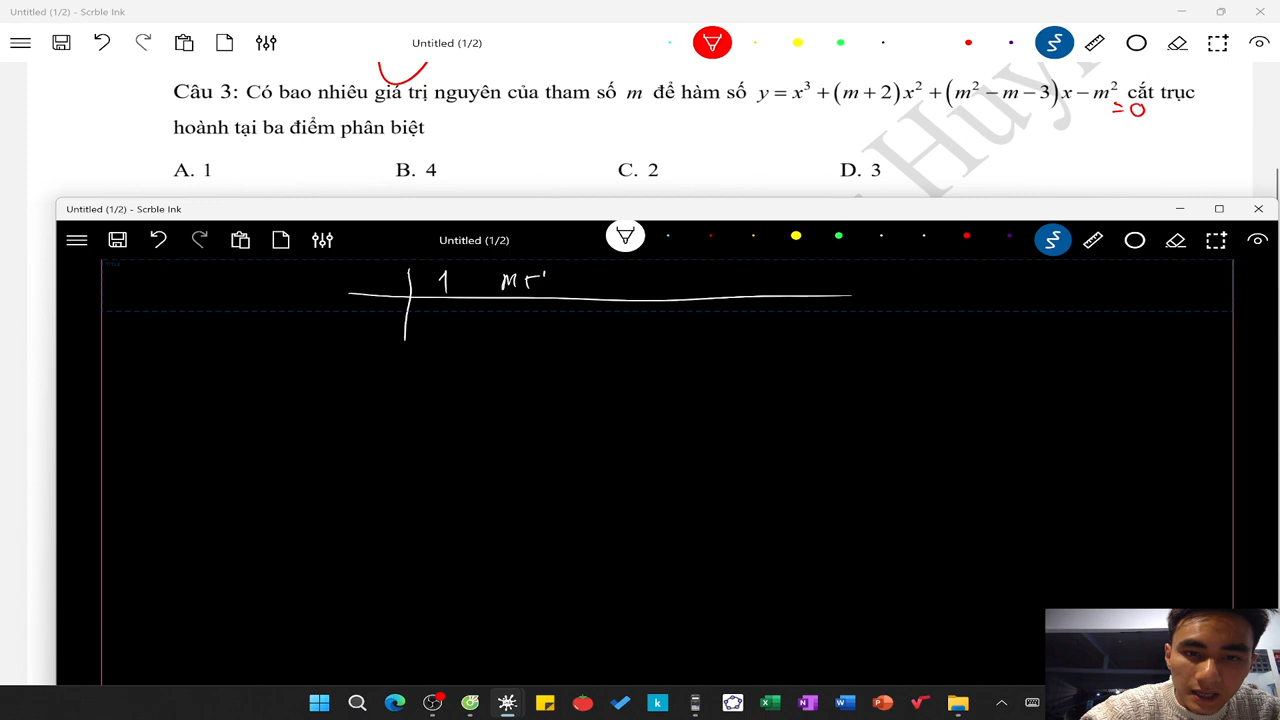 Untitled (1/2) - Scrble Ink
Untitled (1/2)
Câu 3: Có bao nhiêu giá trị nguyên của tham số m để hàm số y = x³ + (m + 2)x² + (m² − m − 3)x − m² cắt trục
= 0
hoành tại ba điểm phân biệt
A. 1 B. 4 C. 2 D. 3
Huy
Untitled (1/2) - Scrble Ink
Untitled (1/2)
TITLE
1 m